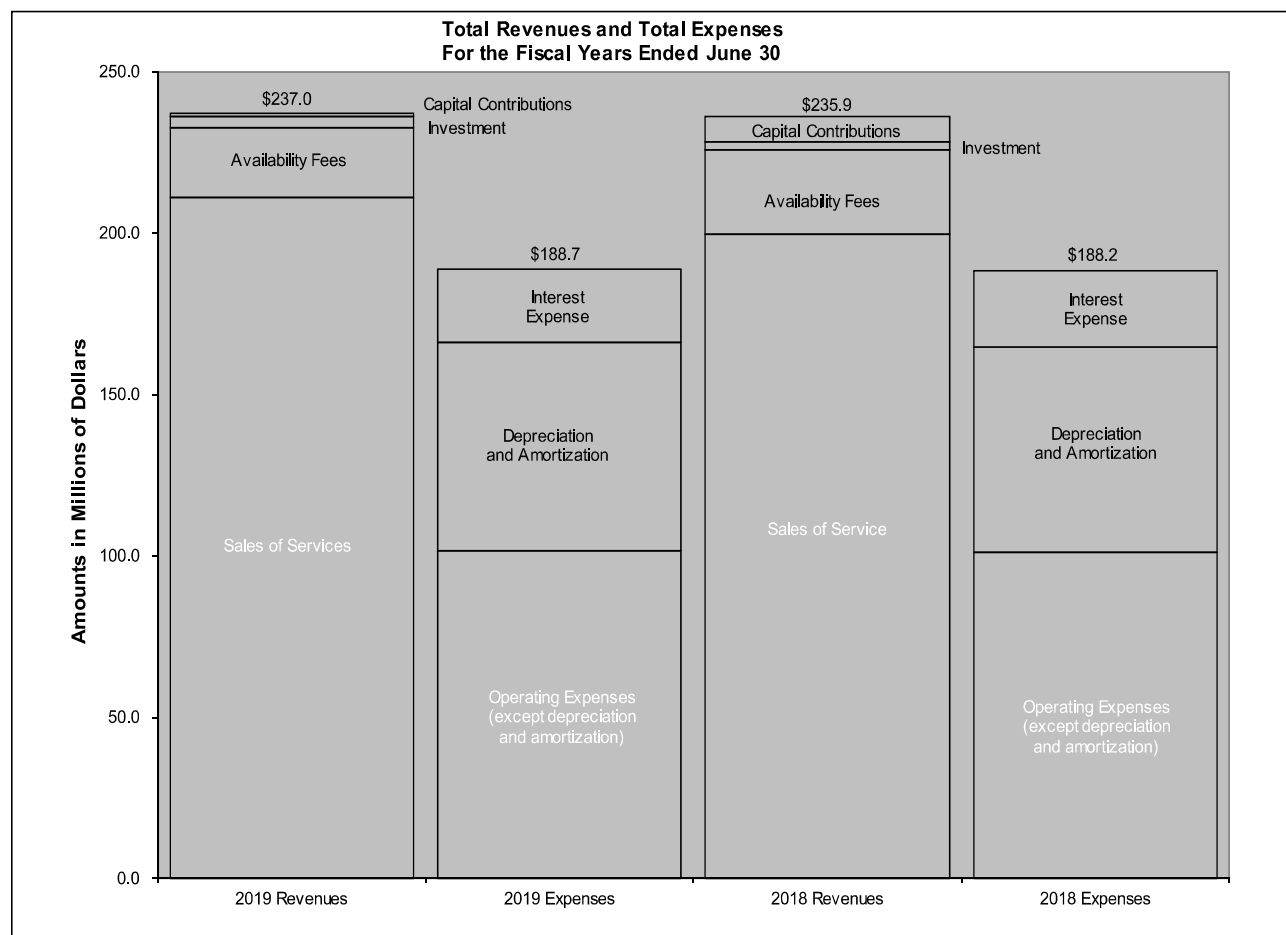 Total Revenues and Total Expenses
For the Fiscal Years Ended June 30
Amounts in Millions of Dollars
250.0
200.0
150.0
100.0
50.0
0.0
$237.0
Capital Contributions
Investment
Availability Fees
Sales of Services
$188.7
Interest
Expense
Depreciation
and Amortization
Operating Expenses
(except depreciation
and amortization)
$235.9
Capital Contributions
Investment
Availability Fees
Sales of Service
$188.2
Interest
Expense
Depreciation
and Amortization
Operating Expenses
(except depreciation
and amortization)
2019 Revenues
2019 Expenses
2018 Revenues
2018 Expenses